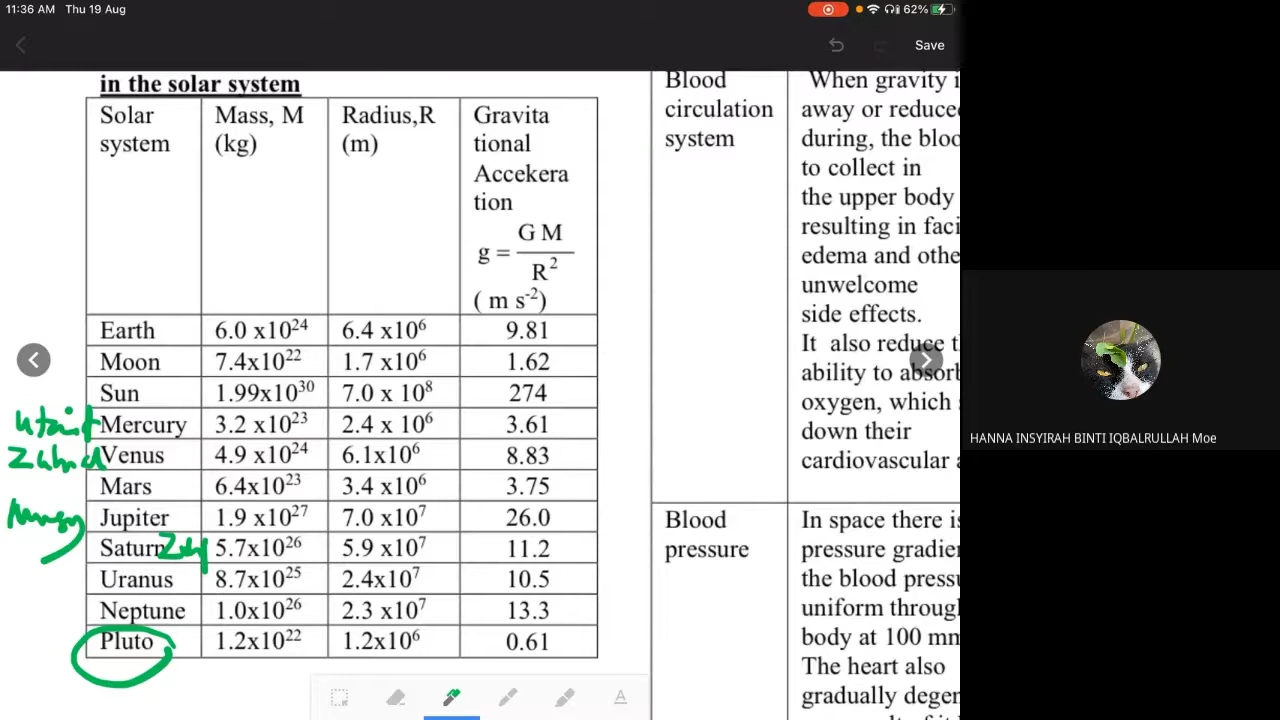 11:36 AM Thu 19 Aug
62%
Save
in the solar system
Solar system
Mass, M (kg)
Radius,R (m)
Gravita
tional
Accekera
tion
g = G M / R²
( m s⁻²)
Earth 6.0 x10²⁴ 6.4 x10⁶ 9.81
Moon 7.4x10²² 1.7 x10⁶ 1.62
Sun 1.99x10³⁰ 7.0 x 10⁸ 274
Mercury 3.2 x10²³ 2.4 x 10⁶ 3.61
Venus 4.9 x10²⁴ 6.1x10⁶ 8.83
Mars 6.4x10²³ 3.4 x10⁶ 3.75
Jupiter 1.9 x10²⁷ 7.0 x10⁷ 26.0
Saturn 5.7x10²⁶ 5.9 x10⁷ 11.2
Uranus 8.7x10²⁵ 2.4x10⁷ 10.5
Neptune 1.0x10²⁶ 2.3 x10⁷ 13.3
Pluto 1.2x10²² 1.2x10⁶ 0.61
Blood
circulation
system
When gravity i
away or reduce
during, the bloo
to collect in
the upper body
resulting in faci
edema and othe
unwelcome
side effects.
It also reduce t
ability to absorb
oxygen, which
down their
cardiovascular
Blood
pressure
In space there is
pressure gradie
the blood press
uniform through
body at 100 mm
The heart also
gradually degen
A
HANNA INSYIRAH BINTI IQBALRULLAH Moe